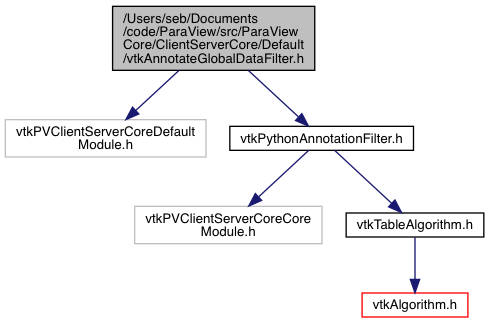 /Users/seb/Documents
/code/ParaView/src/ParaView
Core/ClientServerCore/Default
/vtkAnnotateGlobalDataFilter.h
vtkPVClientServerCoreDefault
Module.h
vtkPythonAnnotationFilter.h
vtkPVClientServerCoreCore
Module.h
vtkTableAlgorithm.h
vtkAlgorithm.h